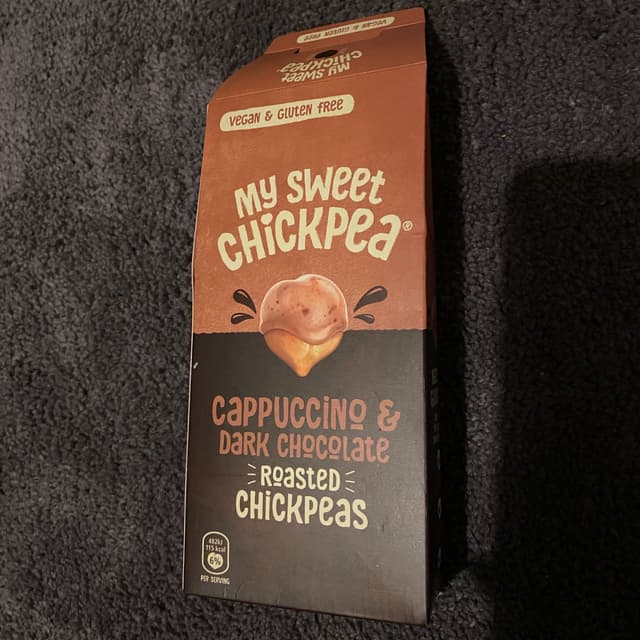 VEGAN & GLUTEN FREE
MY SWEET
CHICKPEA
VEGAN & GLUTEN FREE
MY SWEET
CHICKPEA®
CAPPUCCINO &
DARK CHOCOLATE
ROASTED
CHICKPEAS
482kJ
115 kcal
6%
PER SERVING